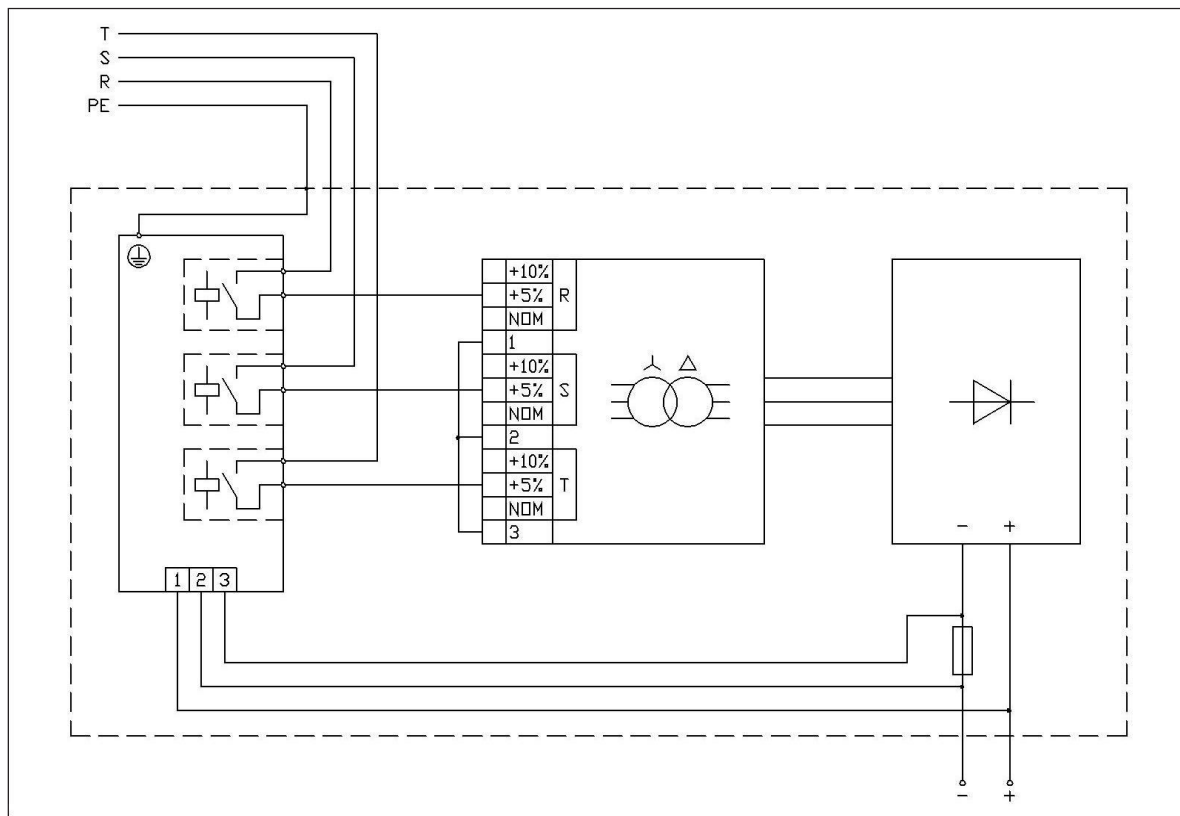 T
S
R
PE
+10%
+5% R
NOM
1
+10%
+5% S
NOM
2
+10%
+5% T
NOM
3
- +
1 2 3
- +